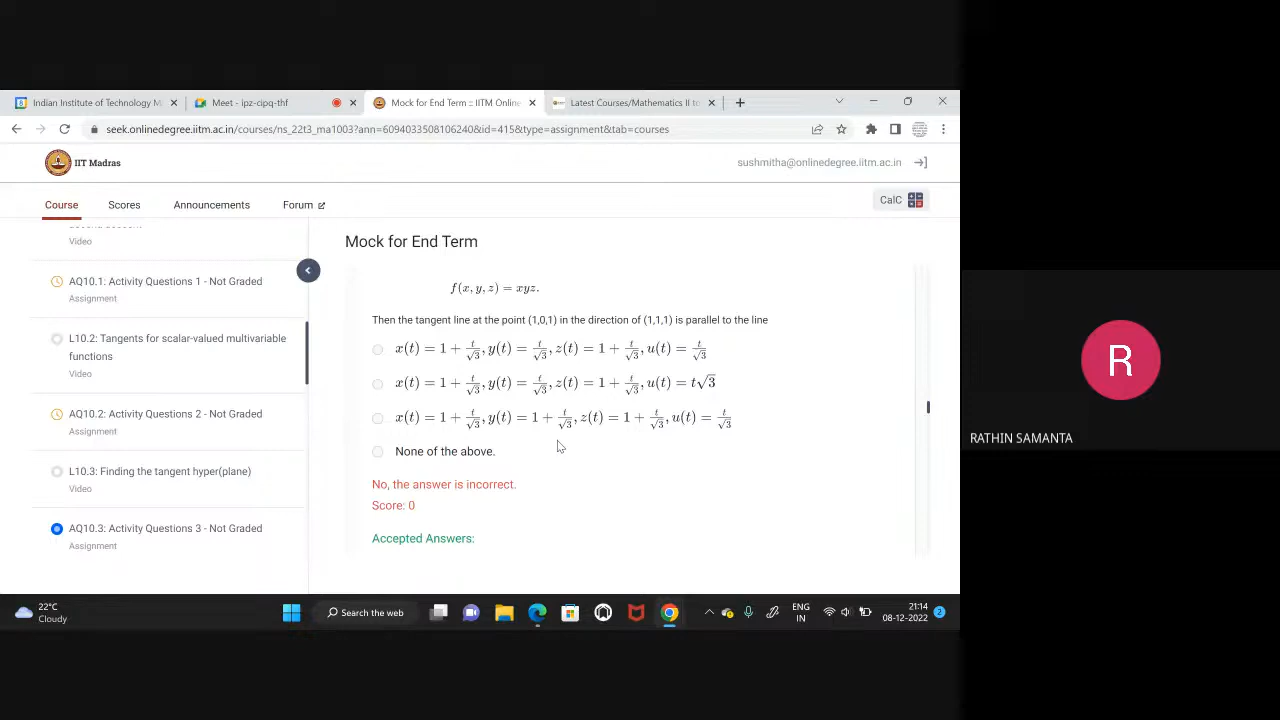 Indian Institute of Technology M
Meet - ipz-cipq-thf
Mock for End Term :: IITM Online
Latest Courses/Mathematics II to
seek.onlinedegree.iitm.ac.in/courses/ns_22t3_ma1003?ann=6094033508106240&id=415&type=assignment&tab=courses
IIT Madras
sushmitha@onlinedegree.iitm.ac.in
Course
Scores
Announcements
Forum
CalC
Video
AQ10.1: Activity Questions 1 - Not Graded
Assignment
L10.2: Tangents for scalar-valued multivariable
functions
Video
AQ10.2: Activity Questions 2 - Not Graded
Assignment
L10.3: Finding the tangent hyper(plane)
Video
AQ10.3: Activity Questions 3 - Not Graded
Assignment
Mock for End Term
f(x, y, z) = xyz.
Then the tangent line at the point (1,0,1) in the direction of (1,1,1) is parallel to the line
x(t) = 1 + t/√3, y(t) = t/√3, z(t) = 1 + t/√3, u(t) = t/√3
x(t) = 1 + t/√3, y(t) = t/√3, z(t) = 1 + t/√3, u(t) = t√3
x(t) = 1 + t/√3, y(t) = 1 + t/√3, z(t) = 1 + t/√3, u(t) = t/√3
None of the above.
No, the answer is incorrect.
Score: 0
Accepted Answers:
R
RATHIN SAMANTA
22°C
Cloudy
Search the web
ENG
IN
21:14
08-12-2022
2